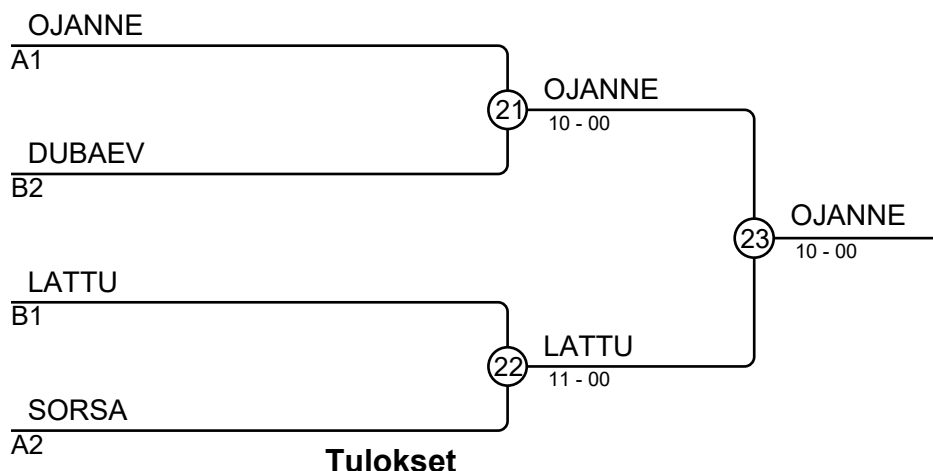 OJANNE
A1
21
OJANNE
10 - 00
DUBAEV
B2
23
OJANNE
10 - 00
LATTU
B1
22
LATTU
11 - 00
SORSA
A2
Tulokset